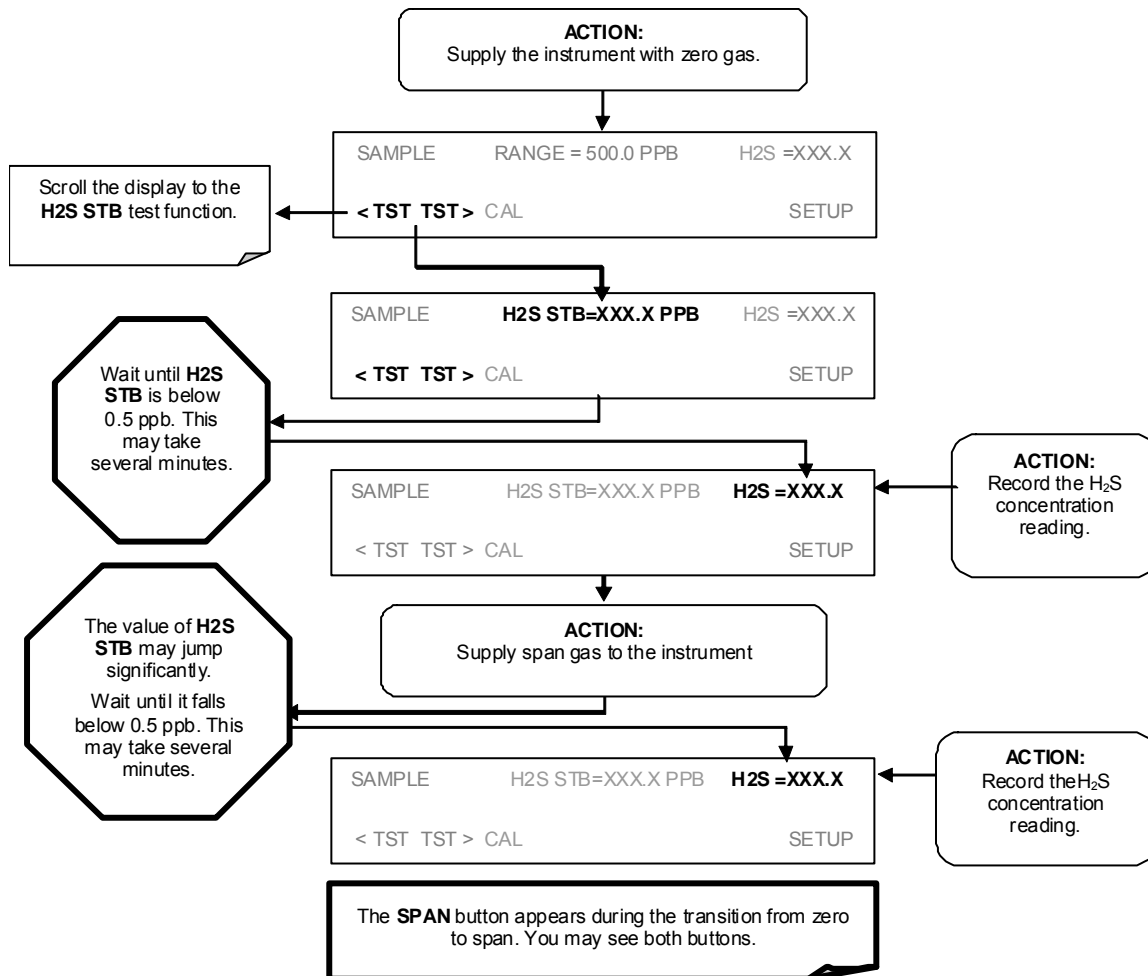 ACTION:
Supply the instrument with zero gas.
SAMPLE RANGE = 500.0 PPB H2S =XXX.X
< TST TST > CAL SETUP
Scroll the display to the
H2S STB test function.
SAMPLE H2S STB=XXX.X PPB H2S =XXX.X
< TST TST > CAL SETUP
Wait until H2S
STB is below
0.5 ppb. This
may take
several minutes.
SAMPLE H2S STB=XXX.X PPB H2S =XXX.X
< TST TST > CAL SETUP
ACTION:
Record the H₂S
concentration
reading.
ACTION:
Supply span gas to the instrument
The value of H2S
STB may jump
significantly.
Wait until it falls
below 0.5 ppb. This
may take several
minutes.
SAMPLE H2S STB=XXX.X PPB H2S =XXX.X
< TST TST > CAL SETUP
ACTION:
Record theH₂S
concentration
reading.
The SPAN button appears during the transition from zero
to span. You may see both buttons.